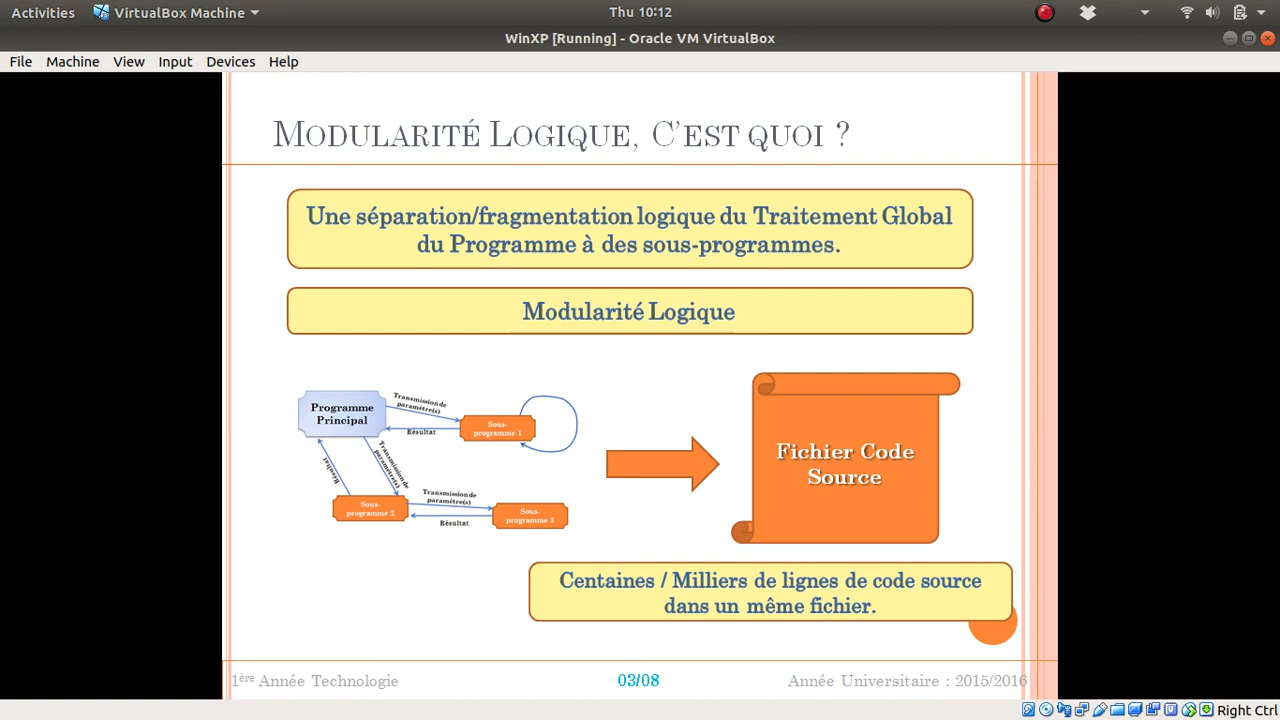 Activities VirtualBox Machine Thu 10:12
WinXP [Running] - Oracle VM VirtualBox
File Machine View Input Devices Help
MODULARITÉ LOGIQUE, C'EST QUOI ?
Une séparation/fragmentation logique du Traitement Global
du Programme à des sous-programmes.
Modularité Logique
Programme
Principal
Transmission de
paramètre(s)
Résultat
Sous-
programme 1
Transmission de
paramètre(s)
Résultat
Sous-
programme 2
Transmission de
paramètre(s)
Résultat
Sous-
programme 3
Fichier Code
Source
Centaines / Milliers de lignes de code source
dans un même fichier.
1ère Année Technologie 03/08 Année Universitaire : 2015/2016
Right Ctrl